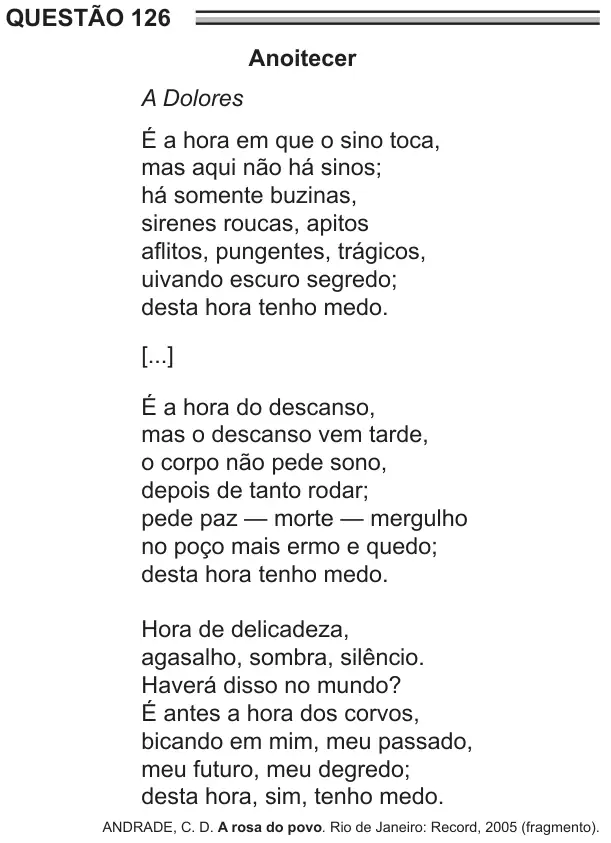 QUESTÃO 126
Anoitecer
A Dolores
É a hora em que o sino toca,
mas aqui não há sinos;
há somente buzinas,
sirenes roucas, apitos
aflitos, pungentes, trágicos,
uivando escuro segredo;
desta hora tenho medo.
[...]
É a hora do descanso,
mas o descanso vem tarde,
o corpo não pede sono,
depois de tanto rodar;
pede paz — morte — mergulho
no poço mais ermo e quedo;
desta hora tenho medo.
Hora de delicadeza,
agasalho, sombra, silêncio.
Haverá disso no mundo?
É antes a hora dos corvos,
bicando em mim, meu passado,
meu futuro, meu degredo;
desta hora, sim, tenho medo.
ANDRADE, C. D. A rosa do povo. Rio de Janeiro: Record, 2005 (fragmento).